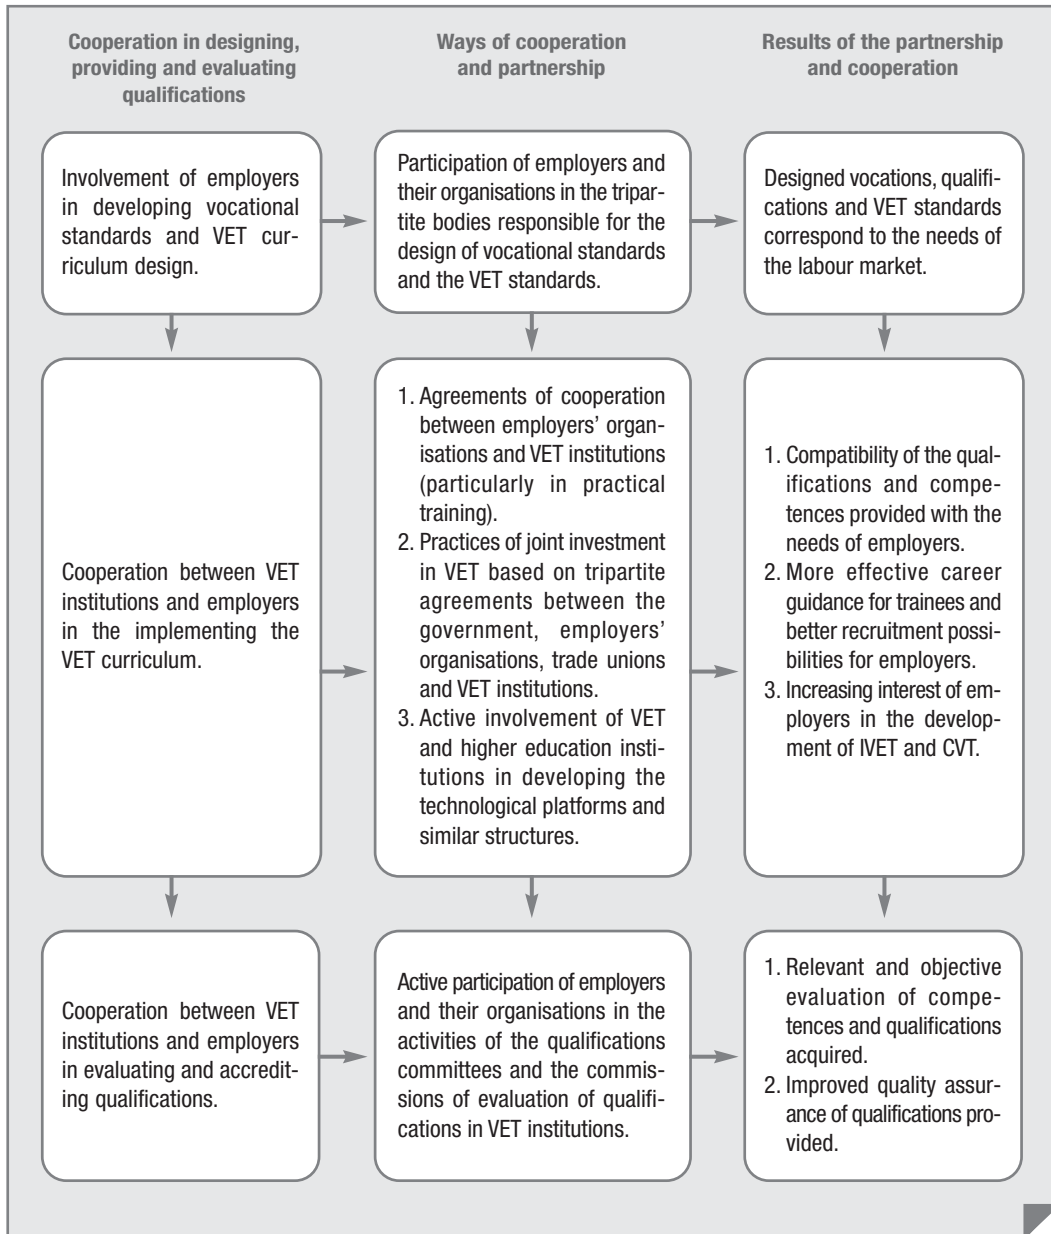 Cooperation in designing,
providing and evaluating
qualifications
Ways of cooperation
and partnership
Results of the partnership
and cooperation
Involvement of employers
in developing vocational
standards and VET cur-
riculum design.
Participation of employers and
their organisations in the tripar-
tite bodies responsible for the
design of vocational standards
and the VET standards.
Designed vocations, qualifi-
cations and VET standards
correspond to the needs of
the labour market.
Cooperation between VET
institutions and employers
in the implementing the
VET curriculum.
1. Agreements of cooperation
between employers’ organ-
isations and VET institutions
(particularly in practical
training).
2. Practices of joint investment
in VET based on tripartite
agreements between the
government, employers’
organisations, trade unions
and VET institutions.
3. Active involvement of VET
and higher education insti-
tutions in developing the
technological platforms and
similar structures.
1. Compatibility of the qual-
ifications and compe-
tences provided with the
needs of employers.
2. More effective career
guidance for trainees and
better recruitment possi-
bilities for employers.
3. Increasing interest of em-
ployers in the develop-
ment of IVET and CVT.
Cooperation between VET
institutions and employers
in evaluating and accredit-
ing qualifications.
Active participation of employers
and their organisations in the
activities of the qualifications
committees and the commis-
sions of evaluation of qualifi-
cations in VET institutions.
1. Relevant and objective
evaluation of compe-
tences and qualifications
acquired.
2. Improved quality assur-
ance of qualifications pro-
vided.